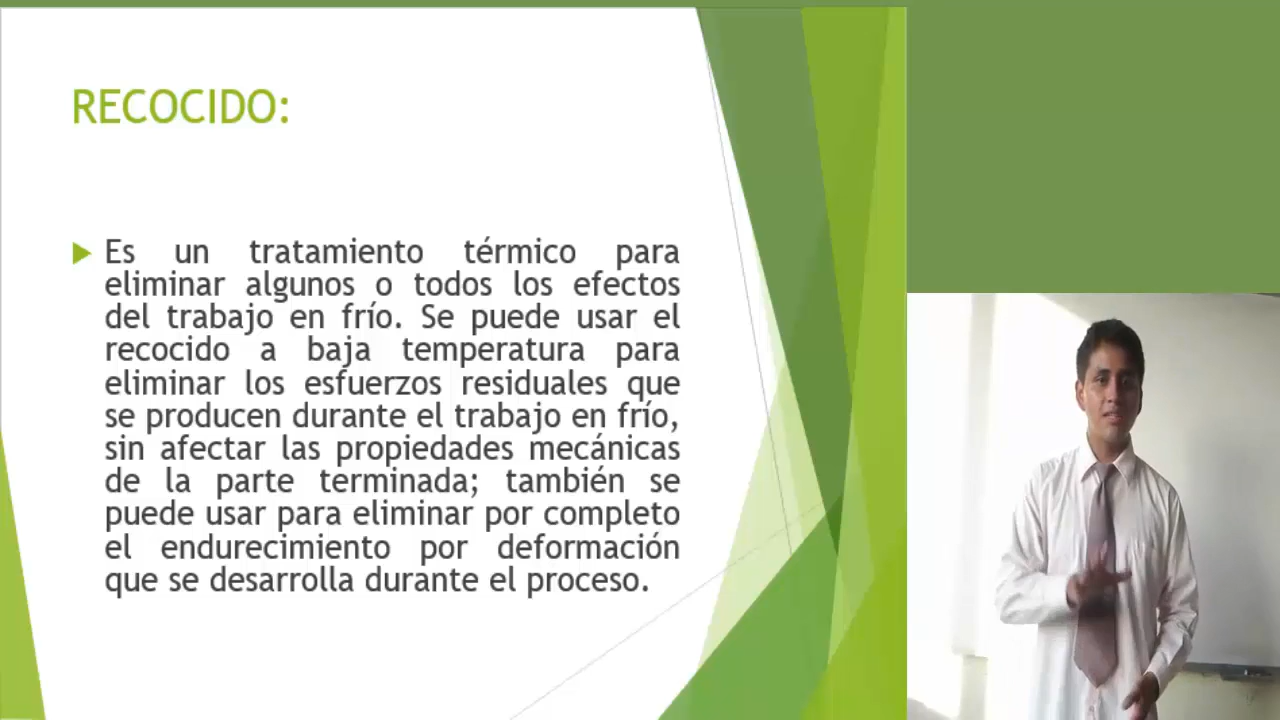 RECOCIDO:
Es un tratamiento térmico para
eliminar algunos o todos los efectos
del trabajo en frío. Se puede usar el
recocido a baja temperatura para
eliminar los esfuerzos residuales que
se producen durante el trabajo en frío,
sin afectar las propiedades mecánicas
de la parte terminada; también se
puede usar para eliminar por completo
el endurecimiento por deformación
que se desarrolla durante el proceso.